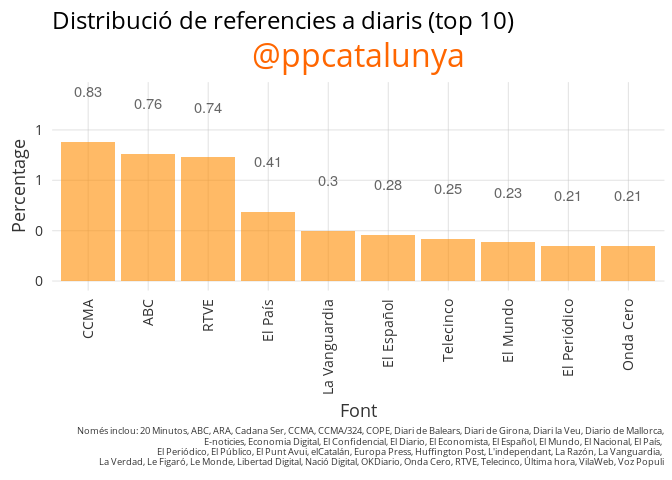 Distribució de referencies a diaris (top 10)
@ppcatalunya
0.83
0.76
0.74
0.41
0.3
0.28
0.25
0.23
0.21
0.21
Percentage
1
1
0
0
CCMA
ABC
RTVE
El País
La Vanguardia
El Español
Telecinco
El Mundo
El Periódico
Onda Cero
Font
Només inclou: 20 Minutos, ABC, ARA, Cadana Ser, CCMA, CCMA/324, COPE, Diari de Balears, Diari de Girona, Diari la Veu, Diario de Mallorca,
E-noticies, Economia Digital, El Confidencial, El Diario, El Economista, El Español, El Mundo, El Nacional, El País,
El Periódico, El Público, El Punt Avui, elCatalán, Europa Press, Huffington Post, L'independant, La Razón, La Vanguardia,
La Verdad, Le Figaró, Le Monde, Libertad Digital, Nació Digital, OKDiario, Onda Cero, RTVE, Telecinco, Última hora, VilaWeb, Voz Populi